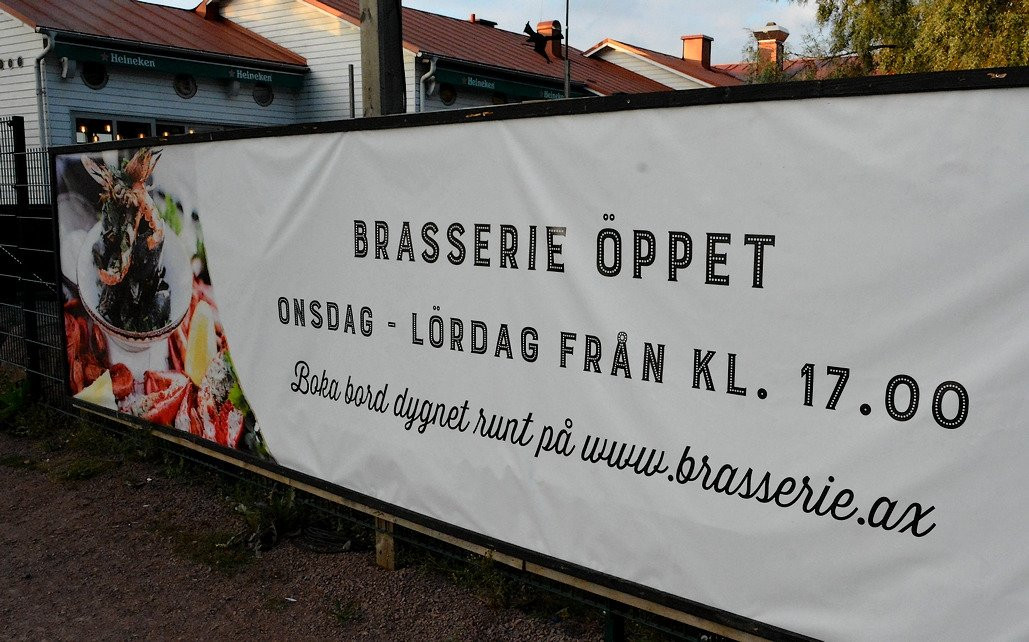 Heineken
Heineken
Heineken
Heineken
BRASSERIE ÖPPET
ONSDAG - LÖRDAG FRÅN KL. 17.00
Boka bord dygnet runt på www.brasserie.ax